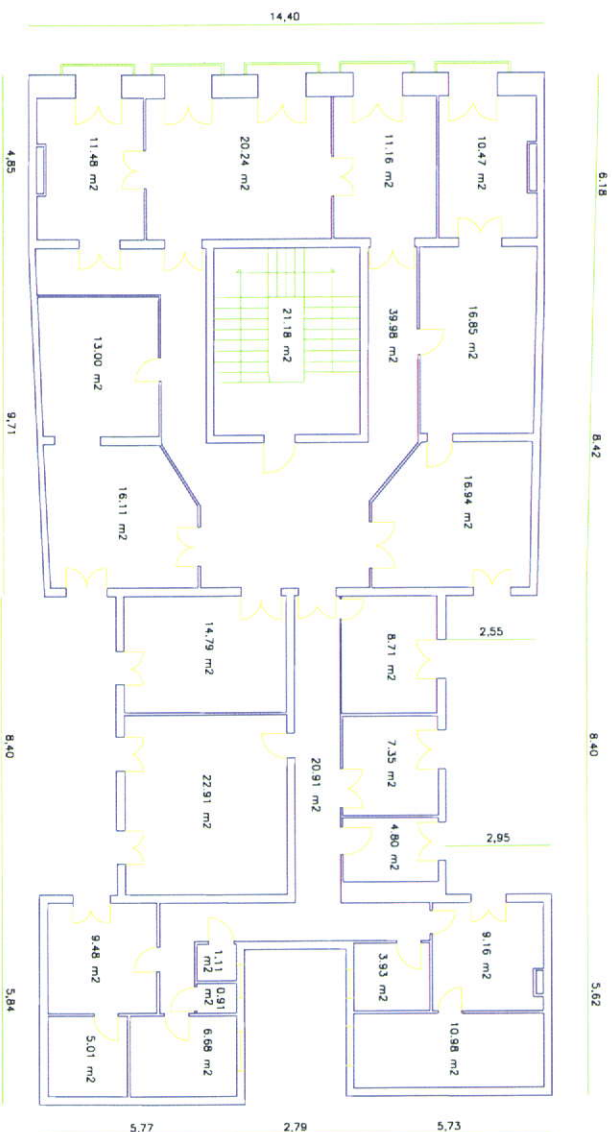 14,40
4,85
6.18
11.48 m2
20.24 m2
11.16 m2
10.47 m2
21.18 m2
39.98 m2
16.85 m2
13.00 m2
9,71
8.42
16.11 m2
16.94 m2
14.79 m2
8.71 m2
2,55
22.91 m2
20.91 m2
7.35 m2
8,40
8.40
4.80 m2
2,95
9.48 m2
1.11 m2
0.91 m2
3.93 m2
9.16 m2
5,84
5.62
5.01 m2
6.68 m2
10.98 m2
5.77
2.79
5.73